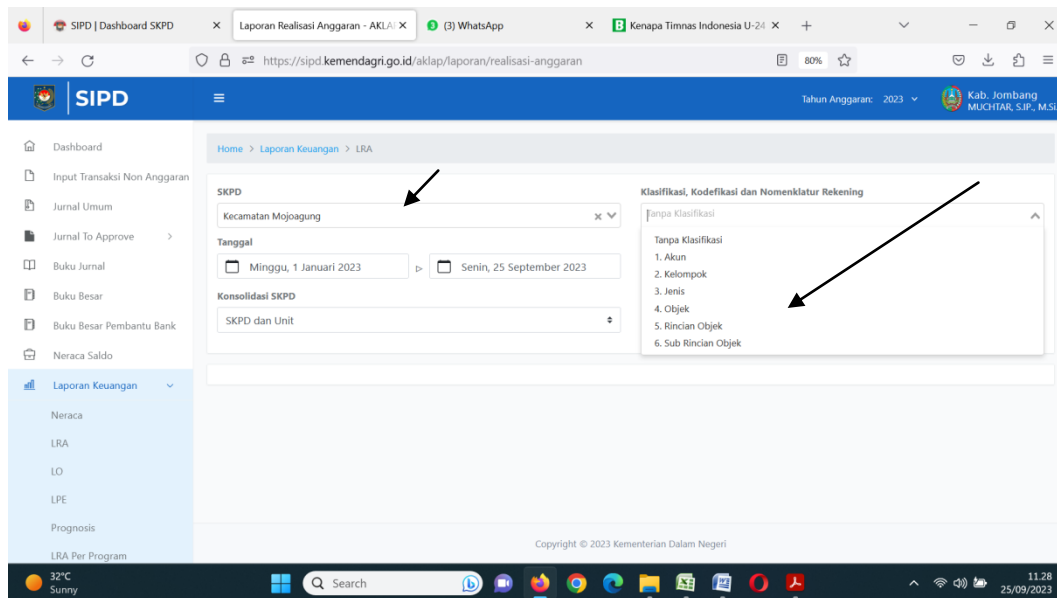 SIPD | Dashboard SKPD
Laporan Realisasi Anggaran - AKLA
(3) WhatsApp
Kenapa Timnas Indonesia U-24
https://sipd.kemendagri.go.id/aklap/laporan/realisasi-anggaran
80%
SIPD
Tahun Anggaran: 2023
Kab. Jombang
MUCHTAR, S.IP., M.Si
Dashboard
Input Transaksi Non Anggaran
Jurnal Umum
Jurnal To Approve
Buku Jurnal
Buku Besar
Buku Besar Pembantu Bank
Neraca Saldo
Laporan Keuangan
Neraca
LRA
LO
LPE
Prognosis
LRA Per Program
Home > Laporan Keuangan > LRA
SKPD
Kecamatan Mojoagung
Tanggal
Minggu, 1 Januari 2023
Senin, 25 September 2023
Konsolidasi SKPD
SKPD dan Unit
Klasifikasi, Kodefikasi dan Nomenklatur Rekening
Tanpa Klasifikasi
Tanpa Klasifikasi
1. Akun
2. Kelompok
3. Jenis
4. Objek
5. Rincian Objek
6. Sub Rincian Objek
Copyright © 2023 Kementerian Dalam Negeri
32°C
Sunny
Search
11.28
25/09/2023